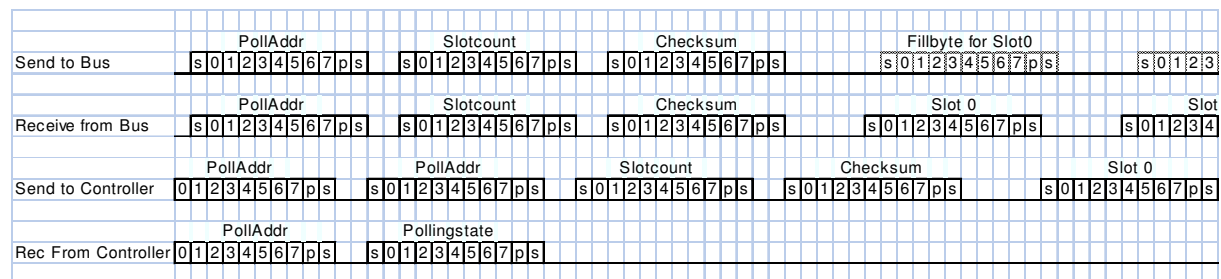 PollAddr Slotcount Checksum Fillbyte for Slot0
Send to Bus s01234567ps s01234567ps s01234567ps s01234567ps s0123
PollAddr Slotcount Checksum Slot 0 Slot
Receive from Bus s01234567ps s01234567ps s01234567ps s01234567ps s01234
PollAddr PollAddr Slotcount Checksum Slot 0
Send to Controller 01234567ps s01234567ps s01234567ps s01234567ps s01234567ps
PollAddr Pollingstate
Rec From Controller 01234567ps s01234567ps